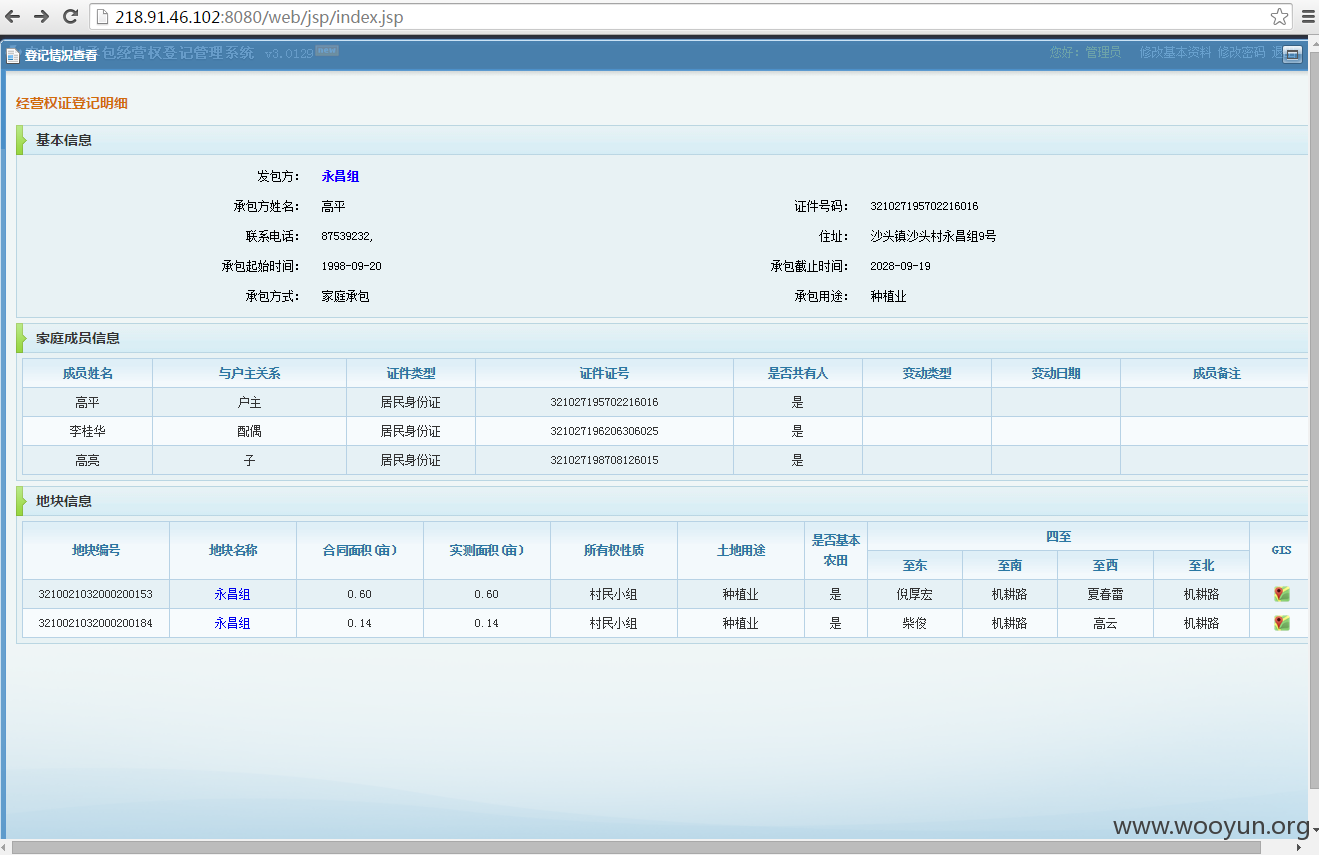 218.91.46.102:8080/web/jsp/index.jsp
登记情况查看 承包经营权登记管理系统 v3.0129 您好：管理员 修改基本资料 修改密码 退
经营权证登记明细
基本信息
发包方： 永昌组
承包方姓名： 高平 证件号码： 321027195702216016
联系电话： 87539232, 住址： 沙头镇沙头村永昌组9号
承包起始时间： 1998-09-20 承包截止时间： 2028-09-19
承包方式： 家庭承包 承包用途： 种植业
家庭成员信息
成员姓名 与户主关系 证件类型 证件证号 是否共有人 变动类型 变动日期 成员备注
高平 户主 居民身份证 321027195702216016 是
李桂华 配偶 居民身份证 321027196206306025 是
高亮 子 居民身份证 321027198708126015 是
地块信息
地块编号 地块名称 合同面积(亩) 实测面积(亩) 所有权性质 土地用途 是否基本农田 四至 GIS
至东 至南 至西 至北
3210021032000200153 永昌组 0.60 0.60 村民小组 种植业 是 倪厚宏 机耕路 夏春雷 机耕路
3210021032000200184 永昌组 0.14 0.14 村民小组 种植业 是 柴俊 机耕路 高云 机耕路
www.wooyun.org